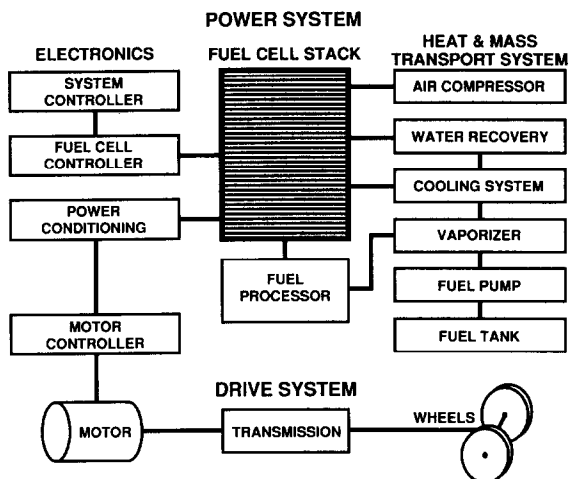 POWER SYSTEM
ELECTRONICS
FUEL CELL STACK
HEAT & MASS
TRANSPORT SYSTEM
SYSTEM
CONTROLLER
FUEL CELL
CONTROLLER
POWER
CONDITIONING
MOTOR
CONTROLLER
FUEL
PROCESSOR
AIR COMPRESSOR
WATER RECOVERY
COOLING SYSTEM
VAPORIZER
FUEL PUMP
FUEL TANK
DRIVE SYSTEM
MOTOR
TRANSMISSION
WHEELS